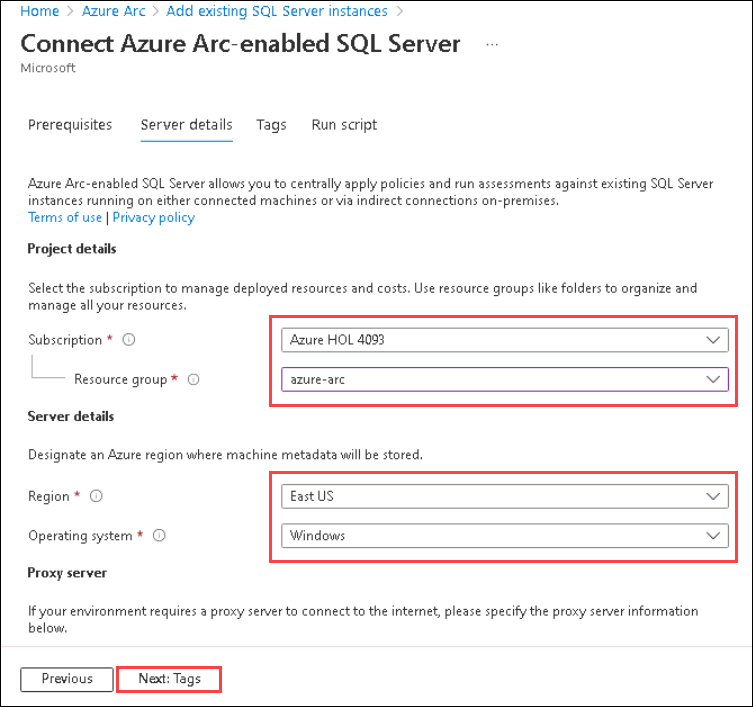 Home > Azure Arc > Add existing SQL Server instances >
Connect Azure Arc-enabled SQL Server ...
Microsoft
Prerequisites Server details Tags Run script
Azure Arc-enabled SQL Server allows you to centrally apply policies and run assessments against existing SQL Server
instances running on either connected machines or via indirect connections on-premises.
Terms of use | Privacy policy
Project details
Select the subscription to manage deployed resources and costs. Use resource groups like folders to organize and
manage all your resources.
Subscription * Azure HOL 4093
Resource group * azure-arc
Server details
Designate an Azure region where machine metadata will be stored.
Region * East US
Operating system * Windows
Proxy server
If your environment requires a proxy server to connect to the internet, please specify the proxy server information
below.
Previous Next: Tags